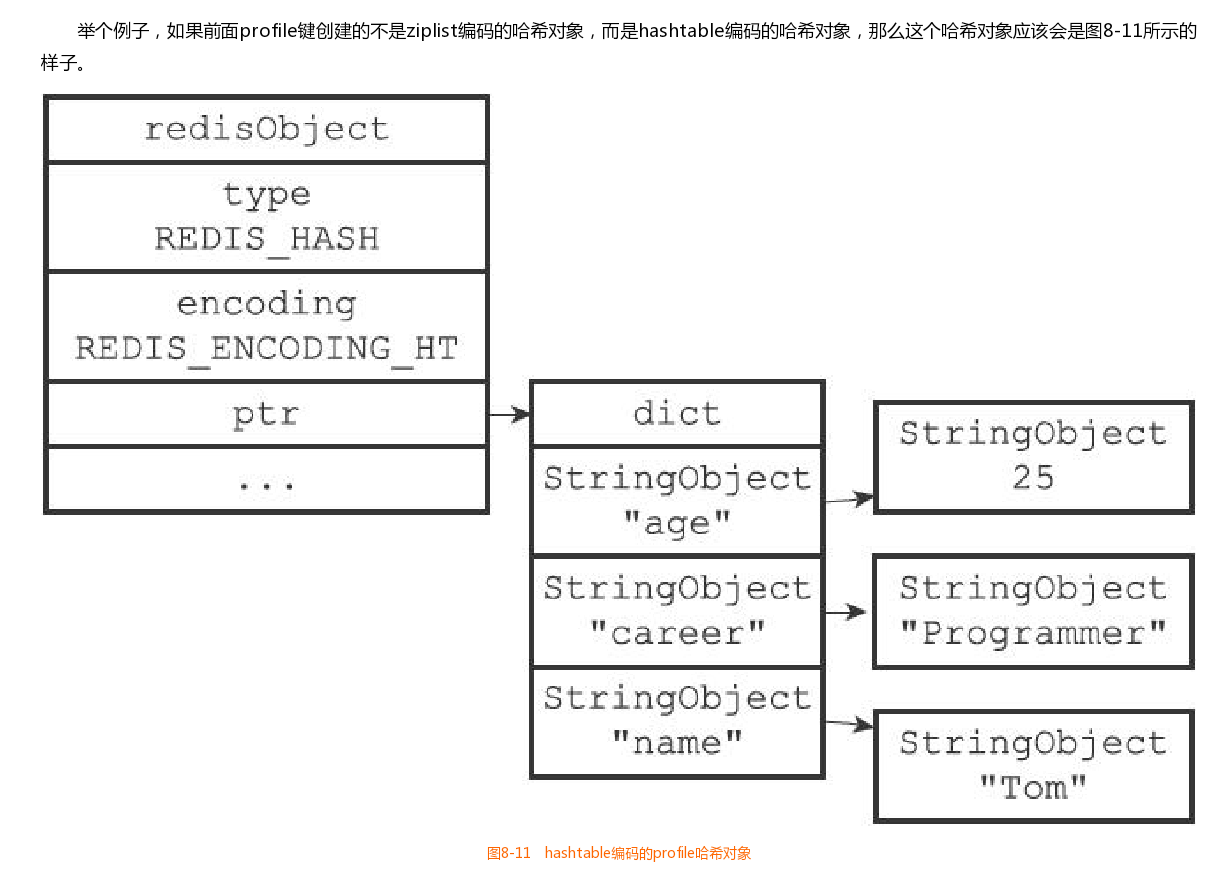 举个例子，如果前面profile键创建的不是ziplist编码的哈希对象，而是hashtable编码的哈希对象，那么这个哈希对象应该会是图8-11所示的
样子。
redisObject
type
REDIS_HASH
encoding
REDIS_ENCODING_HT
ptr
...
dict
StringObject
"age"
StringObject
"career"
StringObject
"name"
StringObject
25
StringObject
"Programmer"
StringObject
"Tom"
图8-11 hashtable编码的profile哈希对象